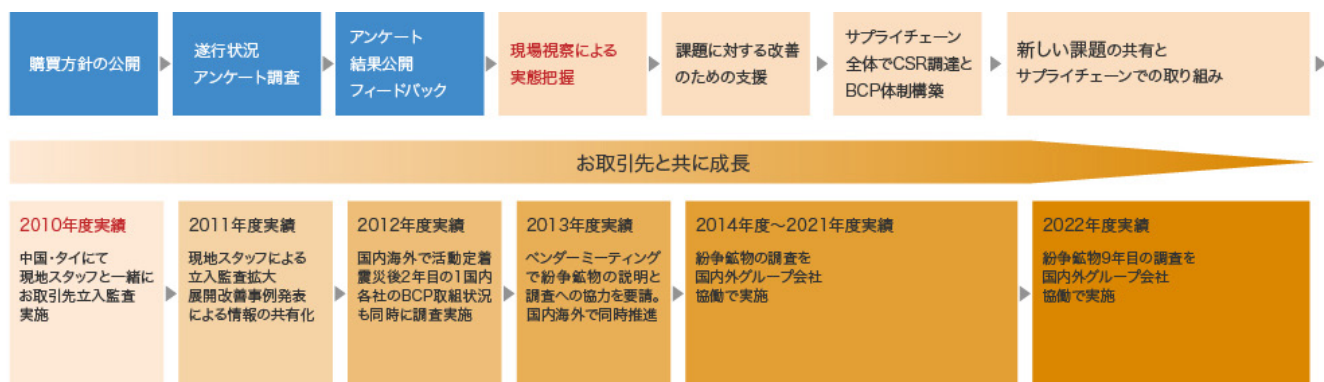 購買方針の公開
遂行状況
アンケート調査
アンケート
結果公開
フィードバック
現場視察による
実態把握
課題に対する改善
のための支援
サプライチェーン
全体でCSR調達と
BCP体制構築
新しい課題の共有と
サプライチェーンでの取り組み
お取引先と共に成長
2010年度実績
中国・タイにて
現地スタッフと一緒に
お取引先立入監査
実施
2011年度実績
現地スタッフによる
立入監査拡大
展開改善事例発表
による情報の共有化
2012年度実績
国内海外で活動定着
震災後2年目の1国内
各社のBCP取組状況
も同時に調査実施
2013年度実績
ベンダーミーティング
で紛争鉱物の説明と
調査への協力を要請。
国内海外で同時推進
2014年度～2021年度実績
紛争鉱物の調査を
国内外グループ会社
協働で実施
2022年度実績
紛争鉱物9年目の調査を
国内外グループ会社
協働で実施